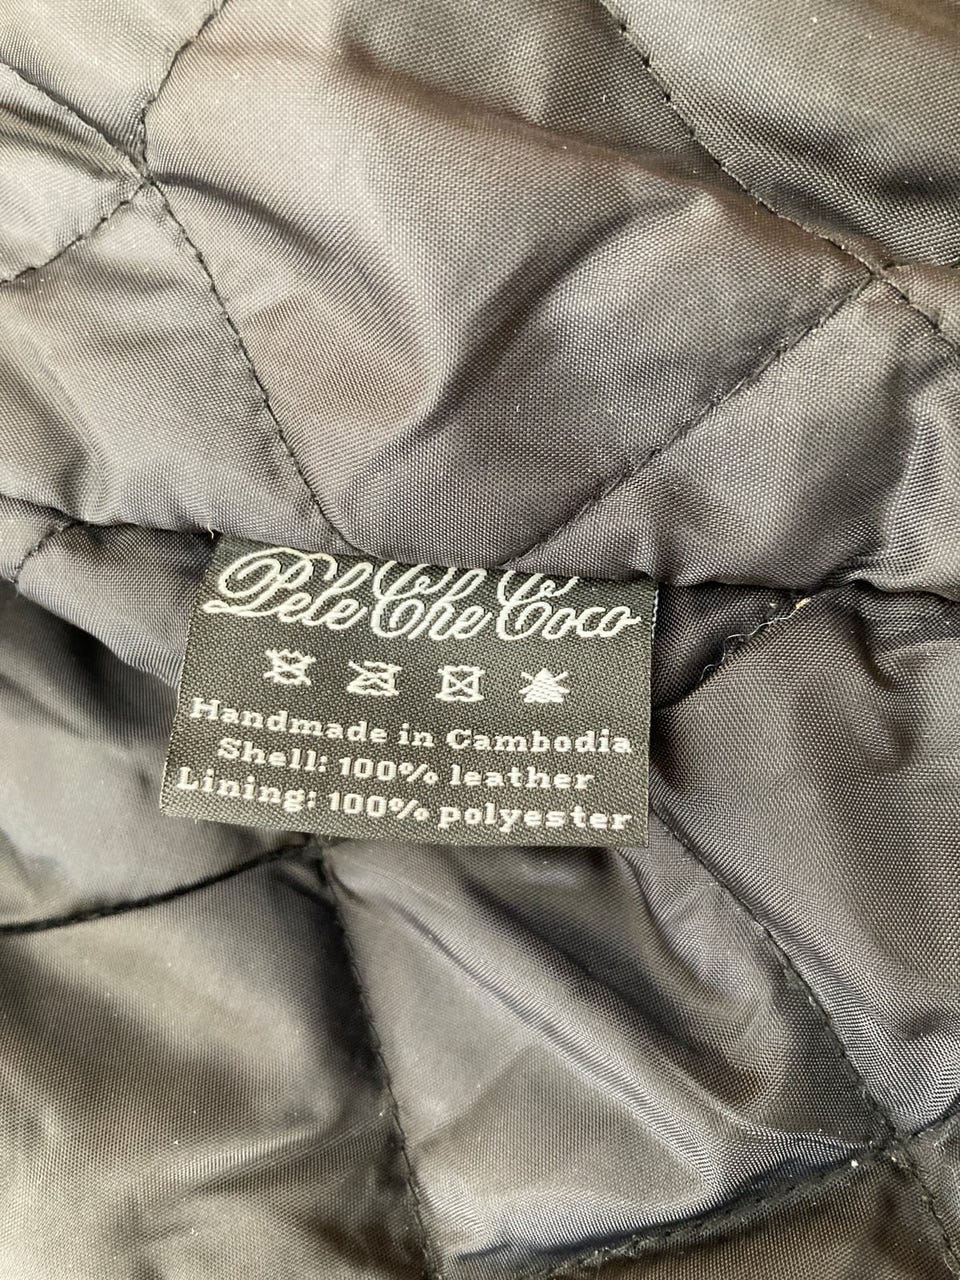 Pele Che Coco
Handmade in Cambodia
Shell: 100% leather
Lining: 100% polyester